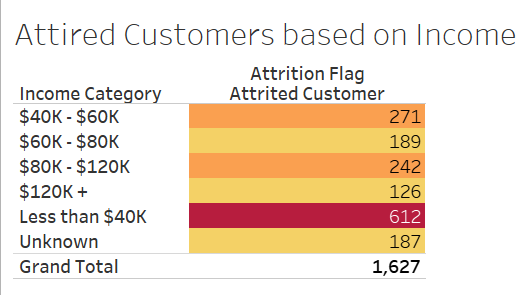 Attired Customers based on Income
Attrition Flag
Income Category Attrited Customer
$40K - $60K 271
$60K - $80K 189
$80K - $120K 242
$120K + 126
Less than $40K 612
Unknown 187
Grand Total 1,627